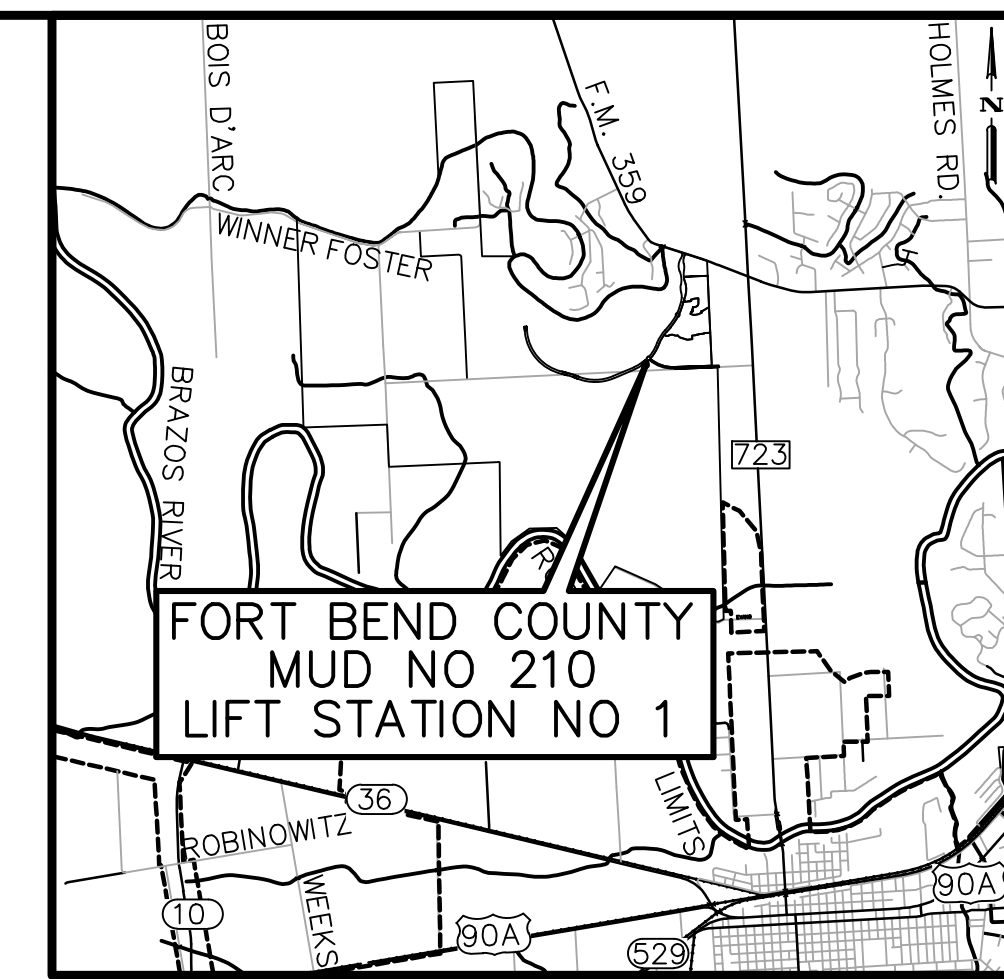 BOIS D'ARC
F.M. 359
HOLMES RD.
N
WINNER FOSTER
BRAZOS RIVER
723
R
FORT BEND COUNTY
MUD NO 210
LIFT STATION NO 1
LIMITS
36
ROBINOWITZ
WEEKS
10
90A
529
90A